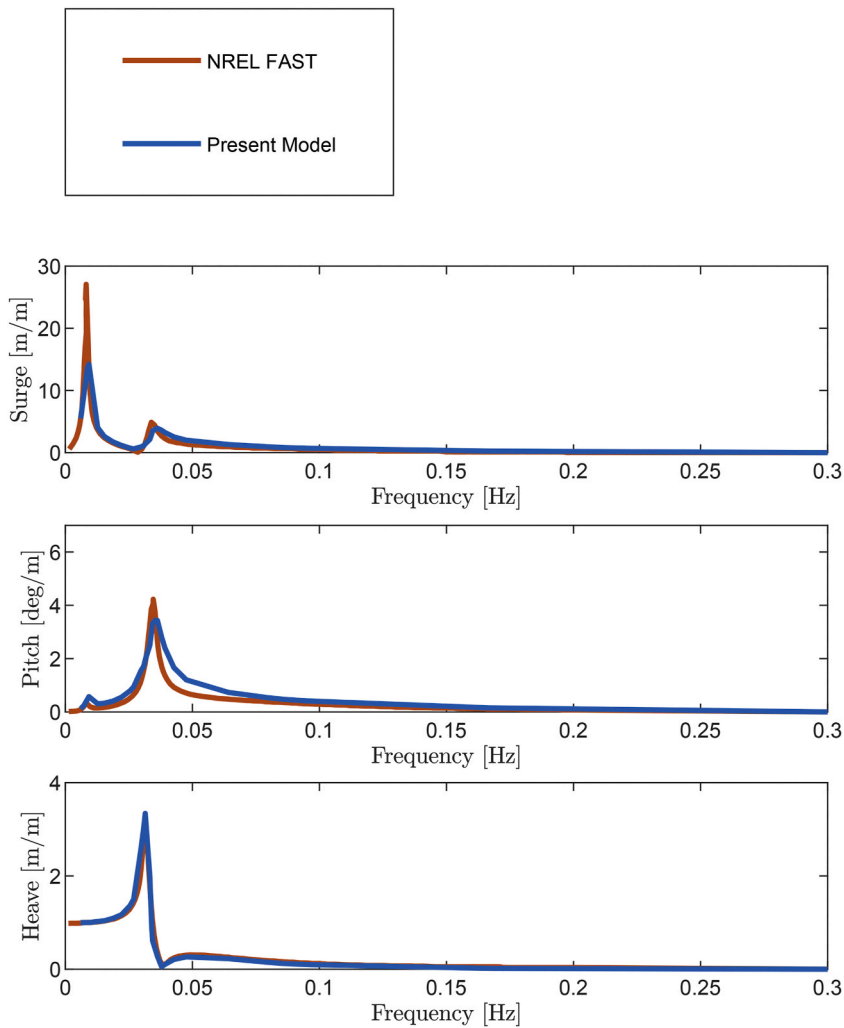 NREL FAST
Present Model
30
20
10
0
Surge [m/m]
0 0.05 0.1 0.15 0.2 0.25 0.3
Frequency [Hz]
6
4
2
0
Pitch [deg/m]
0 0.05 0.1 0.15 0.2 0.25 0.3
Frequency [Hz]
4
2
0
Heave [m/m]
0 0.05 0.1 0.15 0.2 0.25 0.3
Frequency [Hz]